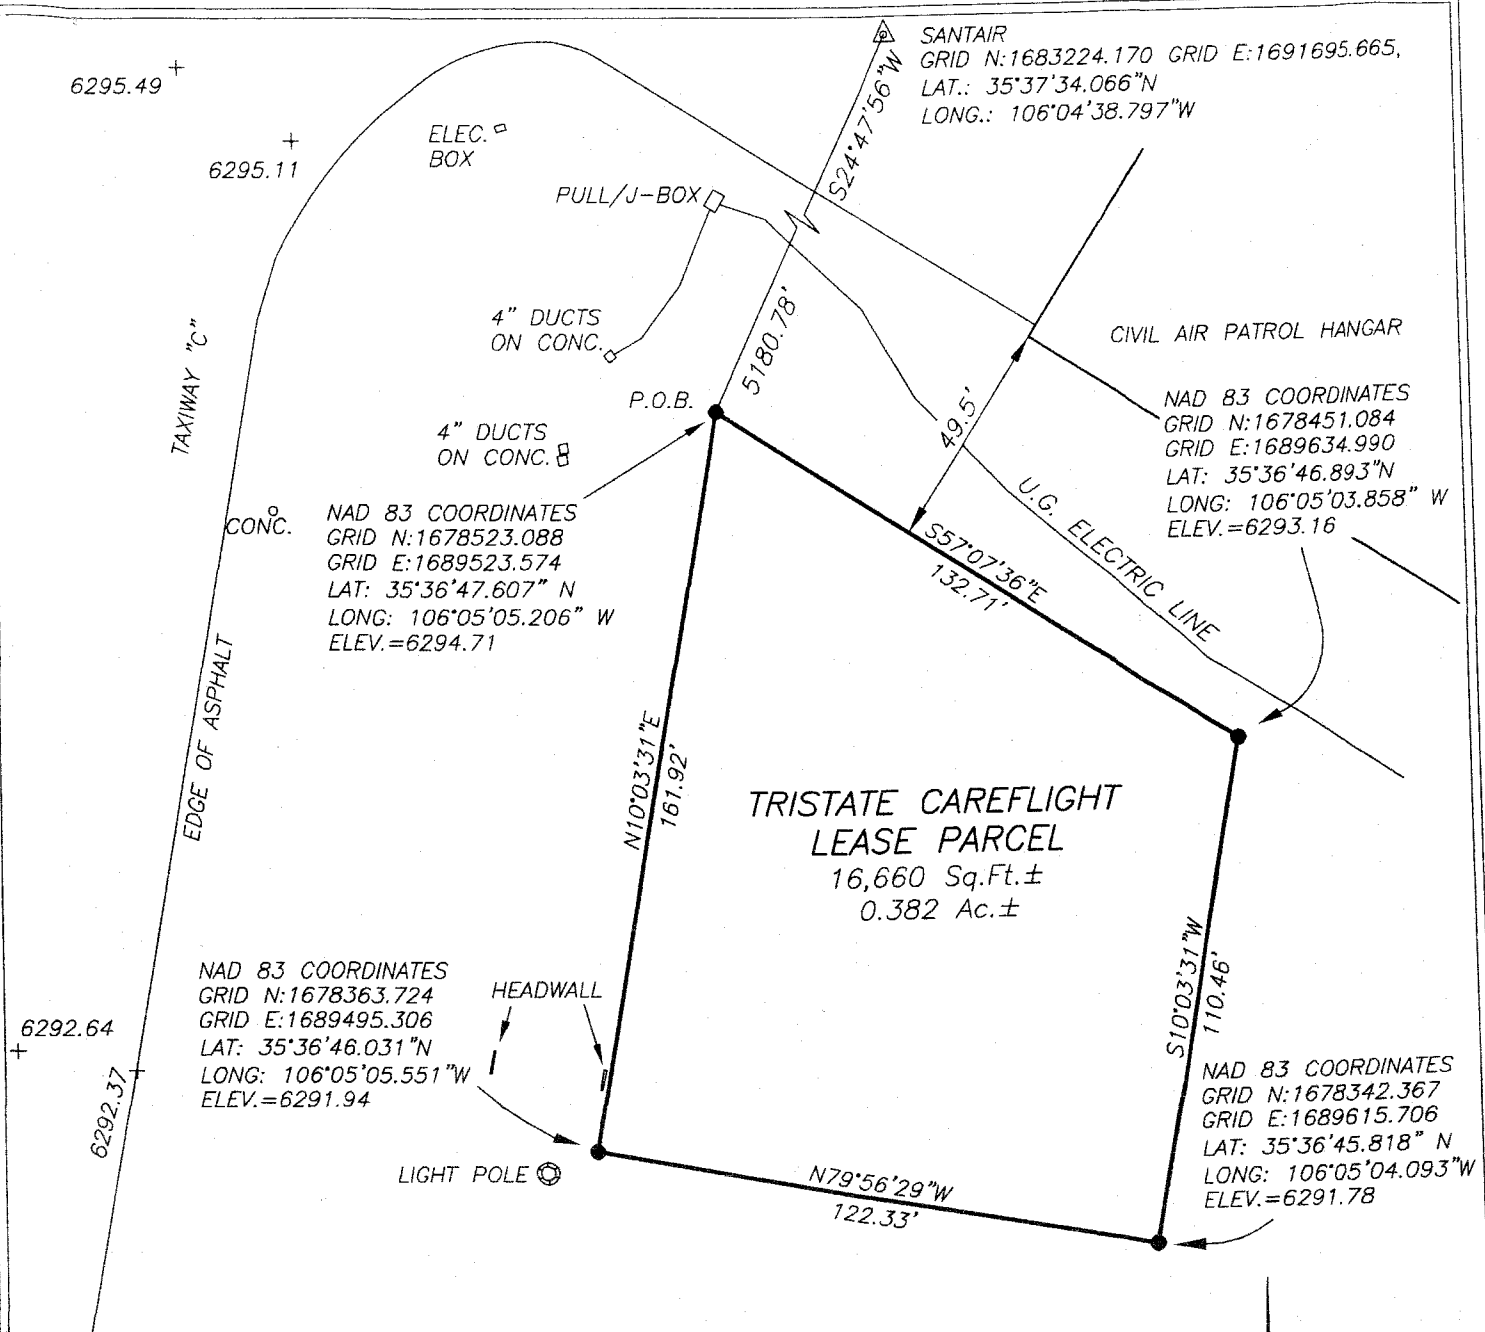 SANTAIR
GRID N:1683224.170 GRID E:1691695.665,
LAT.: 35°37'34.066"N
LONG.: 106°04'38.797"W
6295.49
6295.11
ELEC.
BOX
PULL/J-BOX
S24°47'56"W
5180.78'
4" DUCTS
ON CONC.
TAXIWAY "C"
CIVIL AIR PATROL HANGAR
49.5'
P.O.B.
4" DUCTS
ON CONC.
NAD 83 COORDINATES
GRID N:1678451.084
GRID E:1689634.990
LAT: 35°36'46.893"N
LONG: 106°05'03.858" W
ELEV.=6293.16
CONC.
NAD 83 COORDINATES
GRID N:1678523.088
GRID E:1689523.574
LAT: 35°36'47.607" N
LONG: 106°05'05.206" W
ELEV.=6294.71
U.G. ELECTRIC LINE
S57°07'36"E
132.71'
EDGE OF ASPHALT
N10°03'31"E
161.92'
TRISTATE CAREFLIGHT
LEASE PARCEL
16,660 Sq.Ft.±
0.382 Ac.±
S10°03'31"W
110.46'
NAD 83 COORDINATES
GRID N:1678363.724
GRID E:1689495.306
LAT: 35°36'46.031"N
LONG: 106°05'05.551"W
ELEV.=6291.94
HEADWALL
6292.64
6292.37
LIGHT POLE
N79°56'29"W
122.33'
NAD 83 COORDINATES
GRID N:1678342.367
GRID E:1689615.706
LAT: 35°36'45.818" N
LONG: 106°05'04.093"W
ELEV.=6291.78